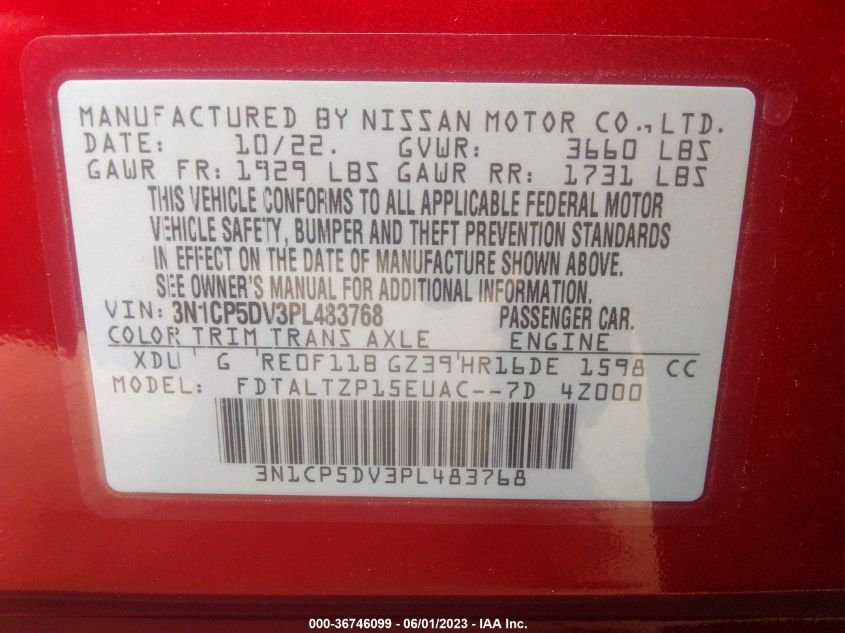 MANUFACTURED BY NISSAN MOTOR CO., LTD.
DATE: 10/22. GVWR: 3660 LBS
GAWR FR: 1929 LBS GAWR RR: 1731 LBS
THIS VEHICLE CONFORMS TO ALL APPLICABLE FEDERAL MOTOR
VEHICLE SAFETY, BUMPER AND THEFT PREVENTION STANDARDS
IN EFFECT ON THE DATE OF MANUFACTURE SHOWN ABOVE.
SEE OWNER'S MANUAL FOR ADDITIONAL INFORMATION.
VIN: 3N1CP5DV3PL483768 PASSENGER CAR.
COLOR TRIM TRANS AXLE ENGINE
XDU G RE0F11B GZ39 HR16DE 1598 CC
MODEL: FDTALTZP15EUAC--7D 4Z000
3N1CP5DV3PL483768
000-36746099 - 06/01/2023 - IAA Inc.